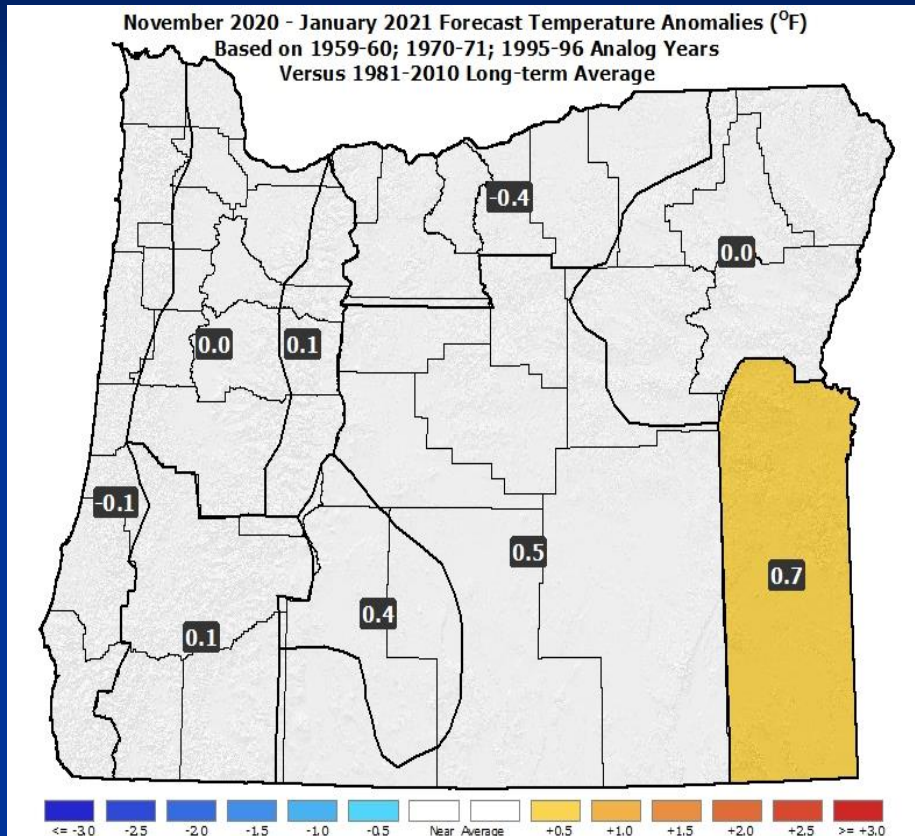 November 2020 - January 2021 Forecast Temperature Anomalies (°F)
Based on 1959-60; 1970-71; 1995-96 Analog Years
Versus 1981-2010 Long-term Average
-0.4
0.0
0.0
0.1
-0.1
0.5
0.7
0.4
0.1
<= -3.0 -2.5 -2.0 -1.5 -1.0 -0.5 Near Average +0.5 +1.0 +1.5 +2.0 +2.5 >= +3.0